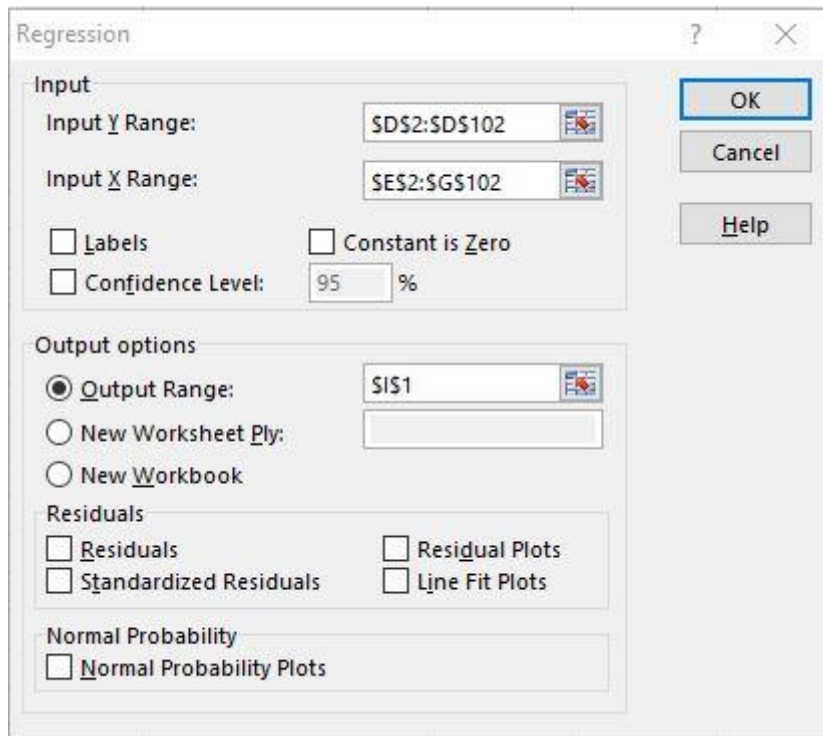 Regression
?
Input
OK
Input Y Range:
$D$2:$D$102
Cancel
Input X Range:
$E$2:$G$102
Help
Labels
Constant is Zero
Confidence Level:
95
%
Output options
Output Range:
$I$1
New Worksheet Ply:
New Workbook
Residuals
Residuals
Residual Plots
Standardized Residuals
Line Fit Plots
Normal Probability
Normal Probability Plots